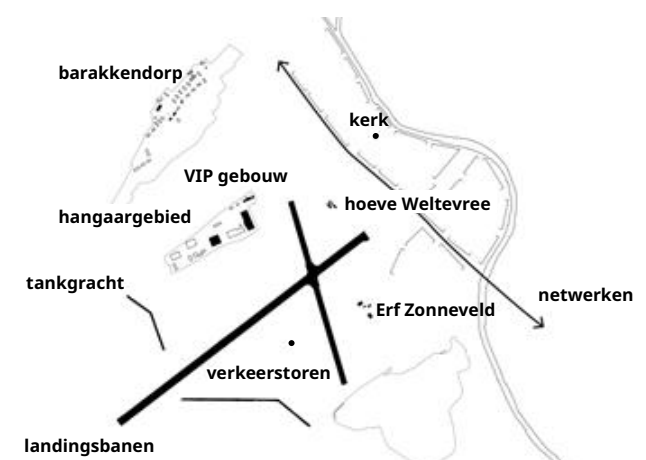 barakkendorp
kerk
VIP gebouw
hoeve Weltevree
hangaargebied
tankgracht
netwerken
Erf Zonneveld
verkeerstoren
landingsbanen